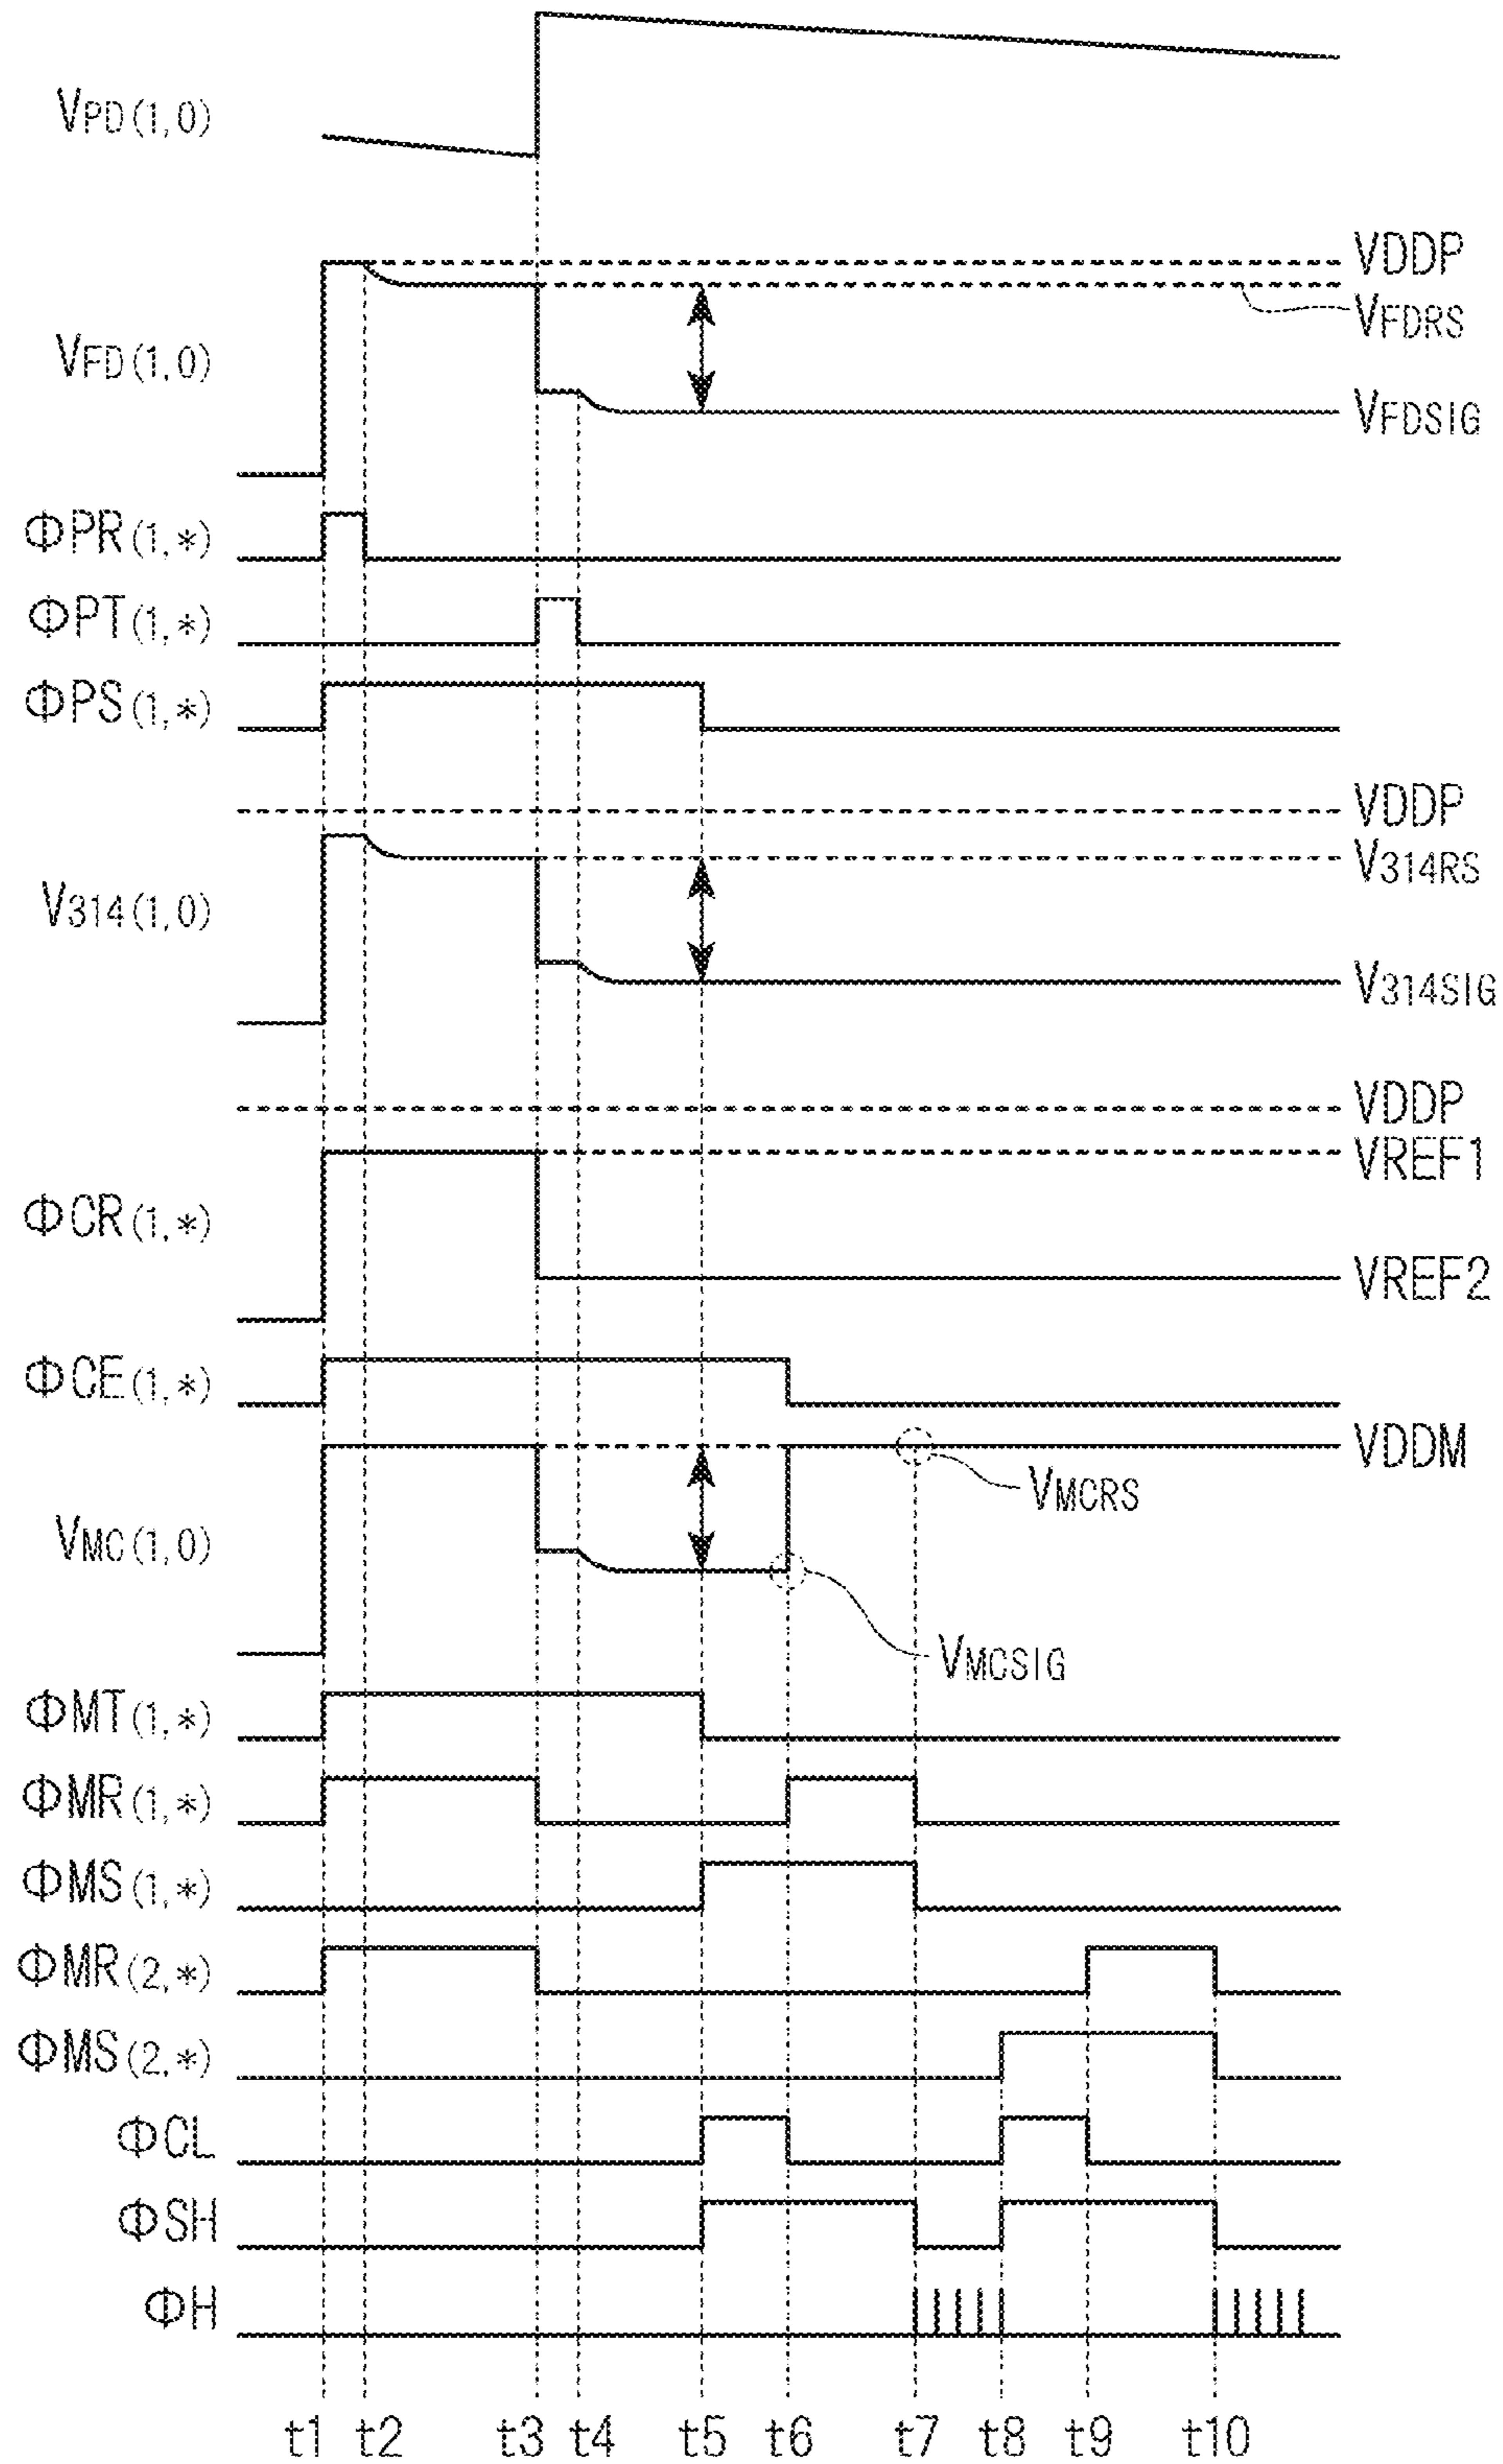 VPD(1,0)
VDDP
VFDRS
VFD(1,0)
VFDSIG
ΦPR(1,*)
ΦPT(1,*)
ΦPS(1,*)
VDDP
V314RS
V314(1,0)
V314SIG
VDDP
VREF1
ΦCR(1,*)
VREF2
ΦCE(1,*)
VDDM
VMCRS
VMC(1,0)
VMCSIG
ΦMT(1,*)
ΦMR(1,*)
ΦMS(1,*)
ΦMR(2,*)
ΦMS(2,*)
ΦCL
ΦSH
ΦH
t1 t2 t3 t4 t5 t6 t7 t8 t9 t10